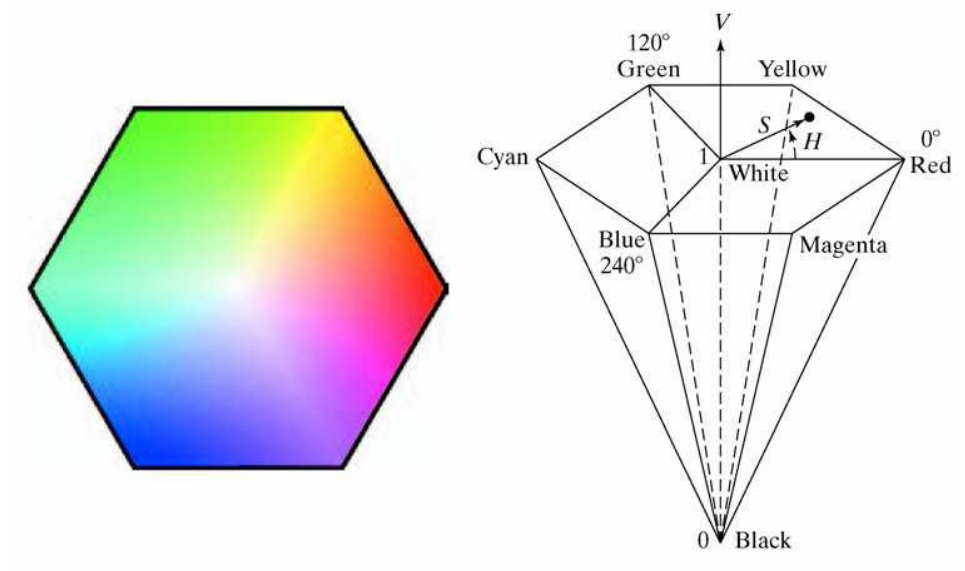 V
120°
Green
Yellow
S
H
0°
Cyan
1
White
Red
Blue
240°
Magenta
0
Black